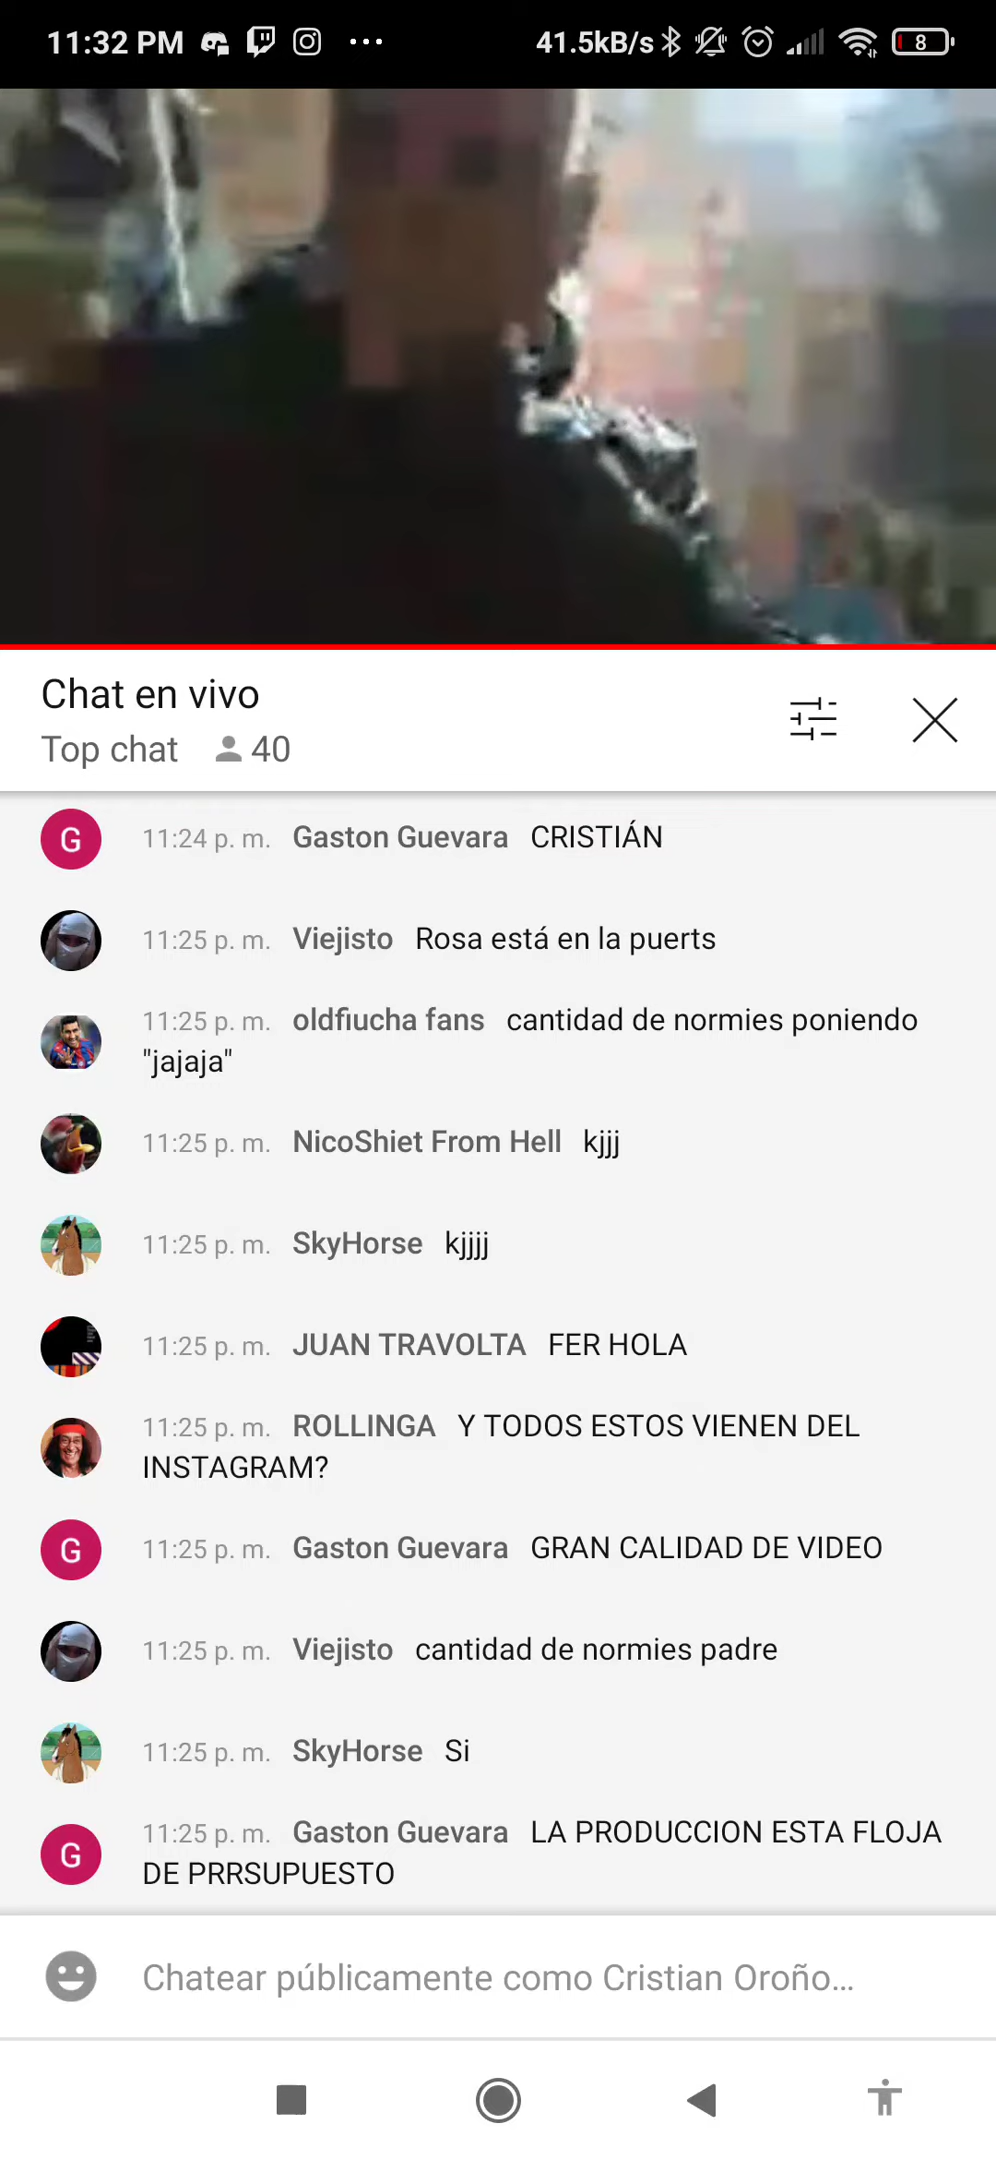 11:32 PM ... 41.5kB/s 8
Chat en vivo
Top chat 40
G 11:24 p. m. Gaston Guevara CRISTIÁN
11:25 p. m. Viejisto Rosa está en la puerts
11:25 p. m. oldfiucha fans cantidad de normies poniendo
"jajaja"
11:25 p. m. NicoShiet From Hell kjjj
11:25 p. m. SkyHorse kjjjj
11:25 p. m. JUAN TRAVOLTA FER HOLA
11:25 p. m. ROLLINGA Y TODOS ESTOS VIENEN DEL
INSTAGRAM?
G 11:25 p. m. Gaston Guevara GRAN CALIDAD DE VIDEO
11:25 p. m. Viejisto cantidad de normies padre
11:25 p. m. SkyHorse Si
G 11:25 p. m. Gaston Guevara LA PRODUCCION ESTA FLOJA
DE PRRSUPUESTO
Chatear públicamente como Cristian Oroño...